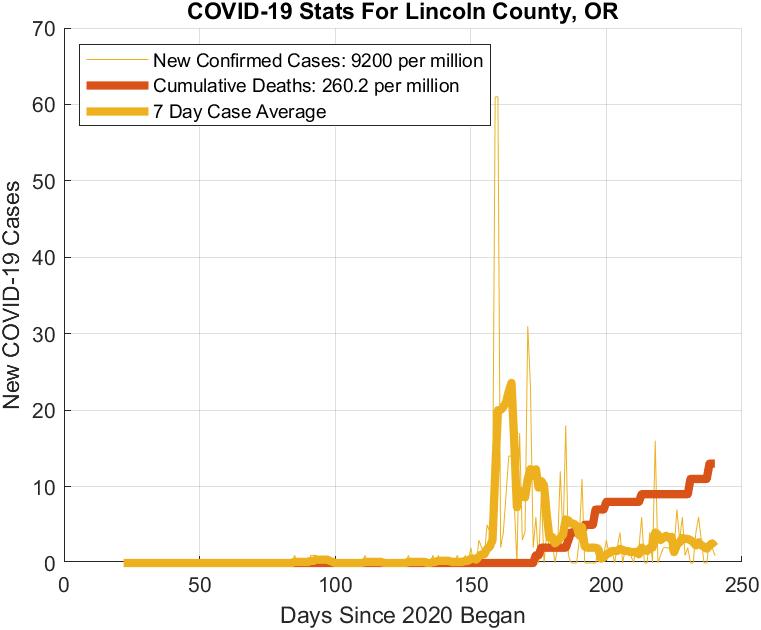 COVID-19 Stats For Lincoln County, OR
New Confirmed Cases: 9200 per million
Cumulative Deaths: 260.2 per million
7 Day Case Average
New COVID-19 Cases
70
60
50
40
30
20
10
0
0 50 100 150 200 250
Days Since 2020 Began